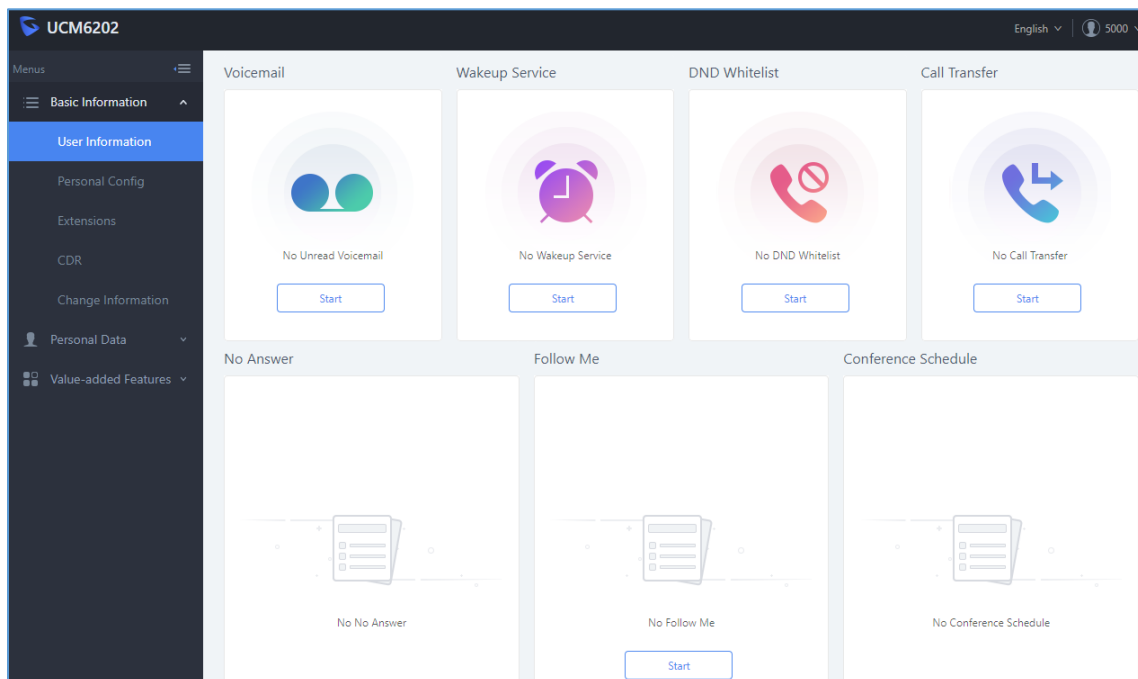 UCM6202
English
5000
Menus
Basic Information
User Information
Personal Config
Extensions
CDR
Change Information
Personal Data
Value-added Features
Voicemail
Wakeup Service
DND Whitelist
Call Transfer
No Unread Voicemail
No Wakeup Service
No DND Whitelist
No Call Transfer
Start
Start
Start
Start
No Answer
Follow Me
Conference Schedule
No No Answer
No Follow Me
No Conference Schedule
Start